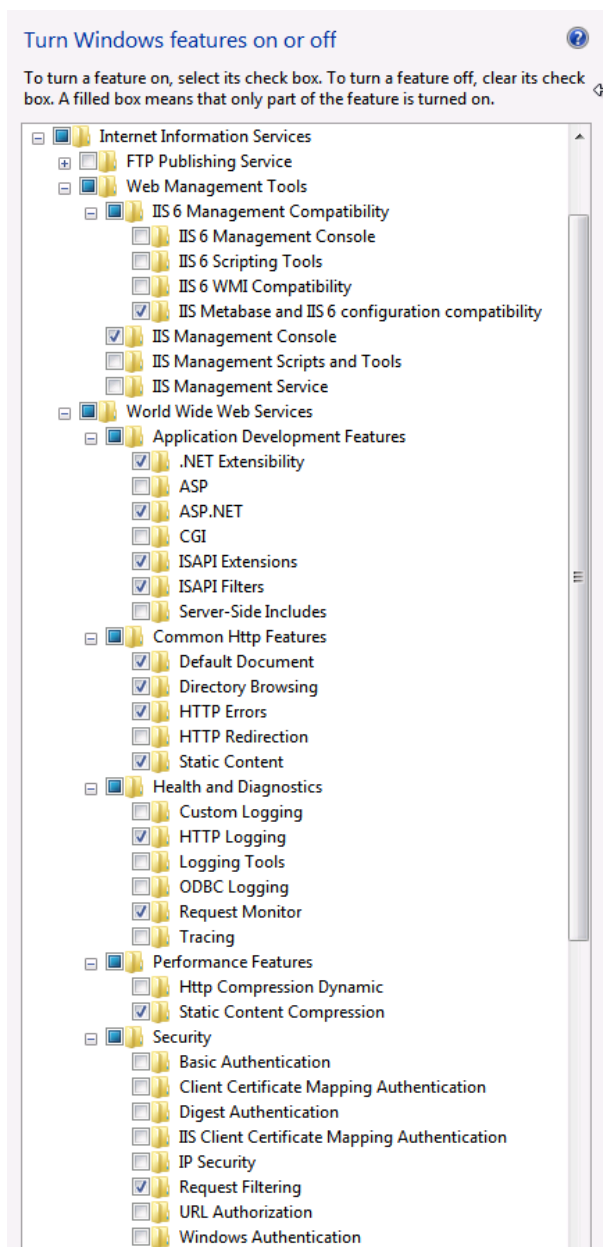 Turn Windows features on or off
To turn a feature on, select its check box. To turn a feature off, clear its check
box. A filled box means that only part of the feature is turned on.
Internet Information Services
FTP Publishing Service
Web Management Tools
IIS 6 Management Compatibility
IIS 6 Management Console
IIS 6 Scripting Tools
IIS 6 WMI Compatibility
IIS Metabase and IIS 6 configuration compatibility
IIS Management Console
IIS Management Scripts and Tools
IIS Management Service
World Wide Web Services
Application Development Features
.NET Extensibility
ASP
ASP.NET
CGI
ISAPI Extensions
ISAPI Filters
Server-Side Includes
Common Http Features
Default Document
Directory Browsing
HTTP Errors
HTTP Redirection
Static Content
Health and Diagnostics
Custom Logging
HTTP Logging
Logging Tools
ODBC Logging
Request Monitor
Tracing
Performance Features
Http Compression Dynamic
Static Content Compression
Security
Basic Authentication
Client Certificate Mapping Authentication
Digest Authentication
IIS Client Certificate Mapping Authentication
IP Security
Request Filtering
URL Authorization
Windows Authentication